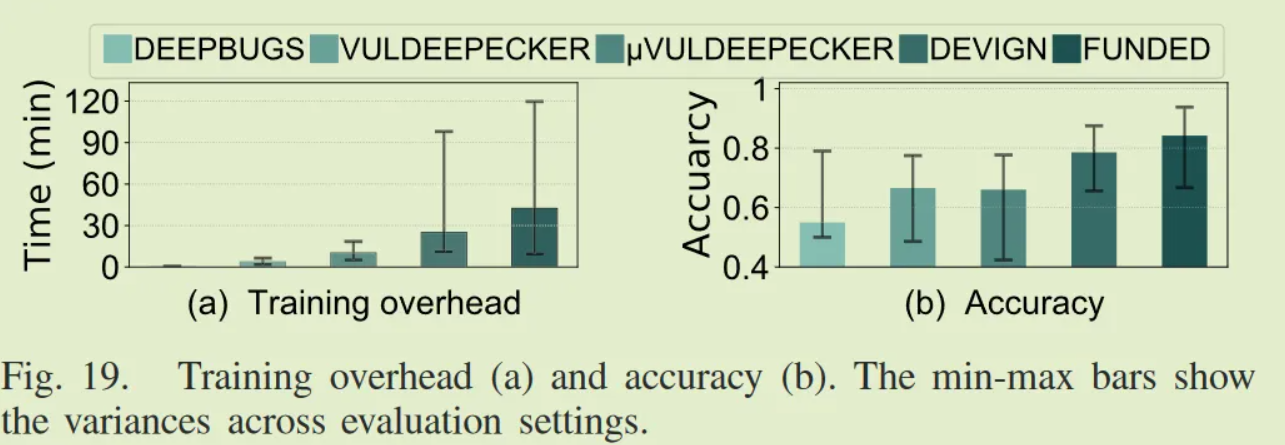 DEEPBUGS VULDEEPECKER μVULDEEPECKER DEVIGN FUNDED
Time (min)
120
90
60
30
0
(a) Training overhead
Accuarcy
1
0.8
0.6
0.4
(b) Accuracy
Fig. 19. Training overhead (a) and accuracy (b). The min-max bars show
the variances across evaluation settings.